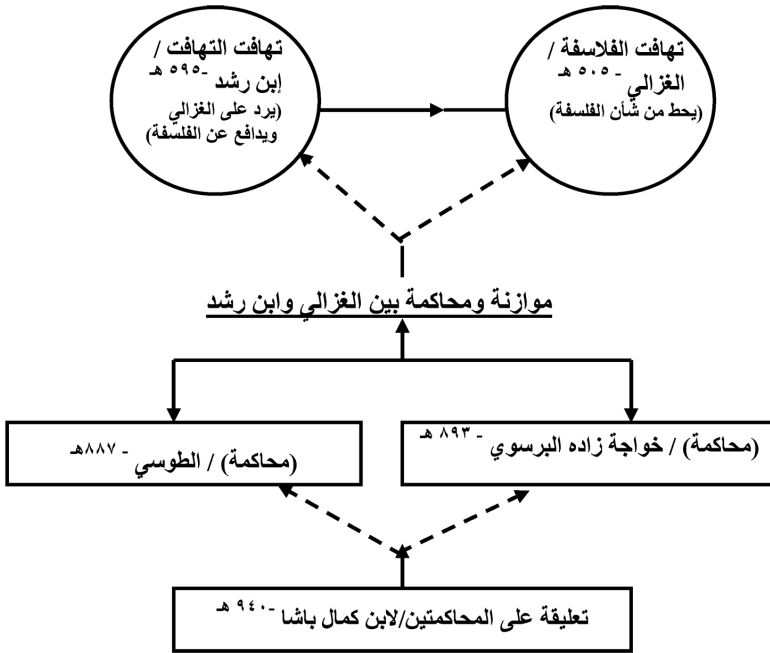 تهافت الفلاسفة /
الغزالي - ٥٠٥ هـ
(يحط من شأن الفلسفة)
تهافت التهافت /
إبن رشد -٥٩٥ هـ
(يرد على الغزالي
ويدافع عن الفلسفة)
موازنة ومحاكمة بين الغزالي وابن رشد
(محاكمة) / خواجة زاده البرسوي - ٨٩٣ هـ
(محاكمة) / الطوسي - ٨٨٧هـ
تعليقة على المحاكمتين/لابن كمال باشا -٩٤٠ هـ